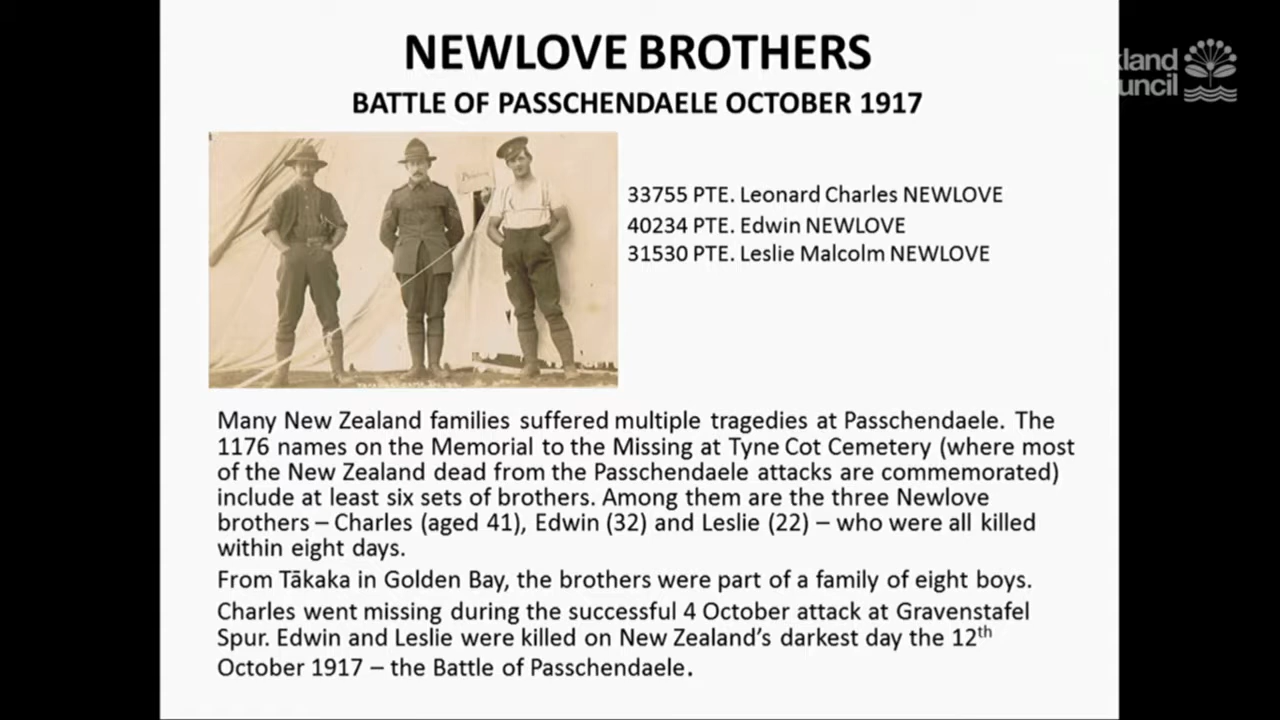 NEWLOVE BROTHERS
BATTLE OF PASSCHENDAELE OCTOBER 1917
kland
uncil
33755 PTE. Leonard Charles NEWLOVE
40234 PTE. Edwin NEWLOVE
31530 PTE. Leslie Malcolm NEWLOVE
Many New Zealand families suffered multiple tragedies at Passchendaele. The
1176 names on the Memorial to the Missing at Tyne Cot Cemetery (where most
of the New Zealand dead from the Passchendaele attacks are commemorated)
include at least six sets of brothers. Among them are the three Newlove
brothers – Charles (aged 41), Edwin (32) and Leslie (22) – who were all killed
within eight days.
From Tākaka in Golden Bay, the brothers were part of a family of eight boys.
Charles went missing during the successful 4 October attack at Gravenstafel
Spur. Edwin and Leslie were killed on New Zealand's darkest day the 12th
October 1917 – the Battle of Passchendaele.